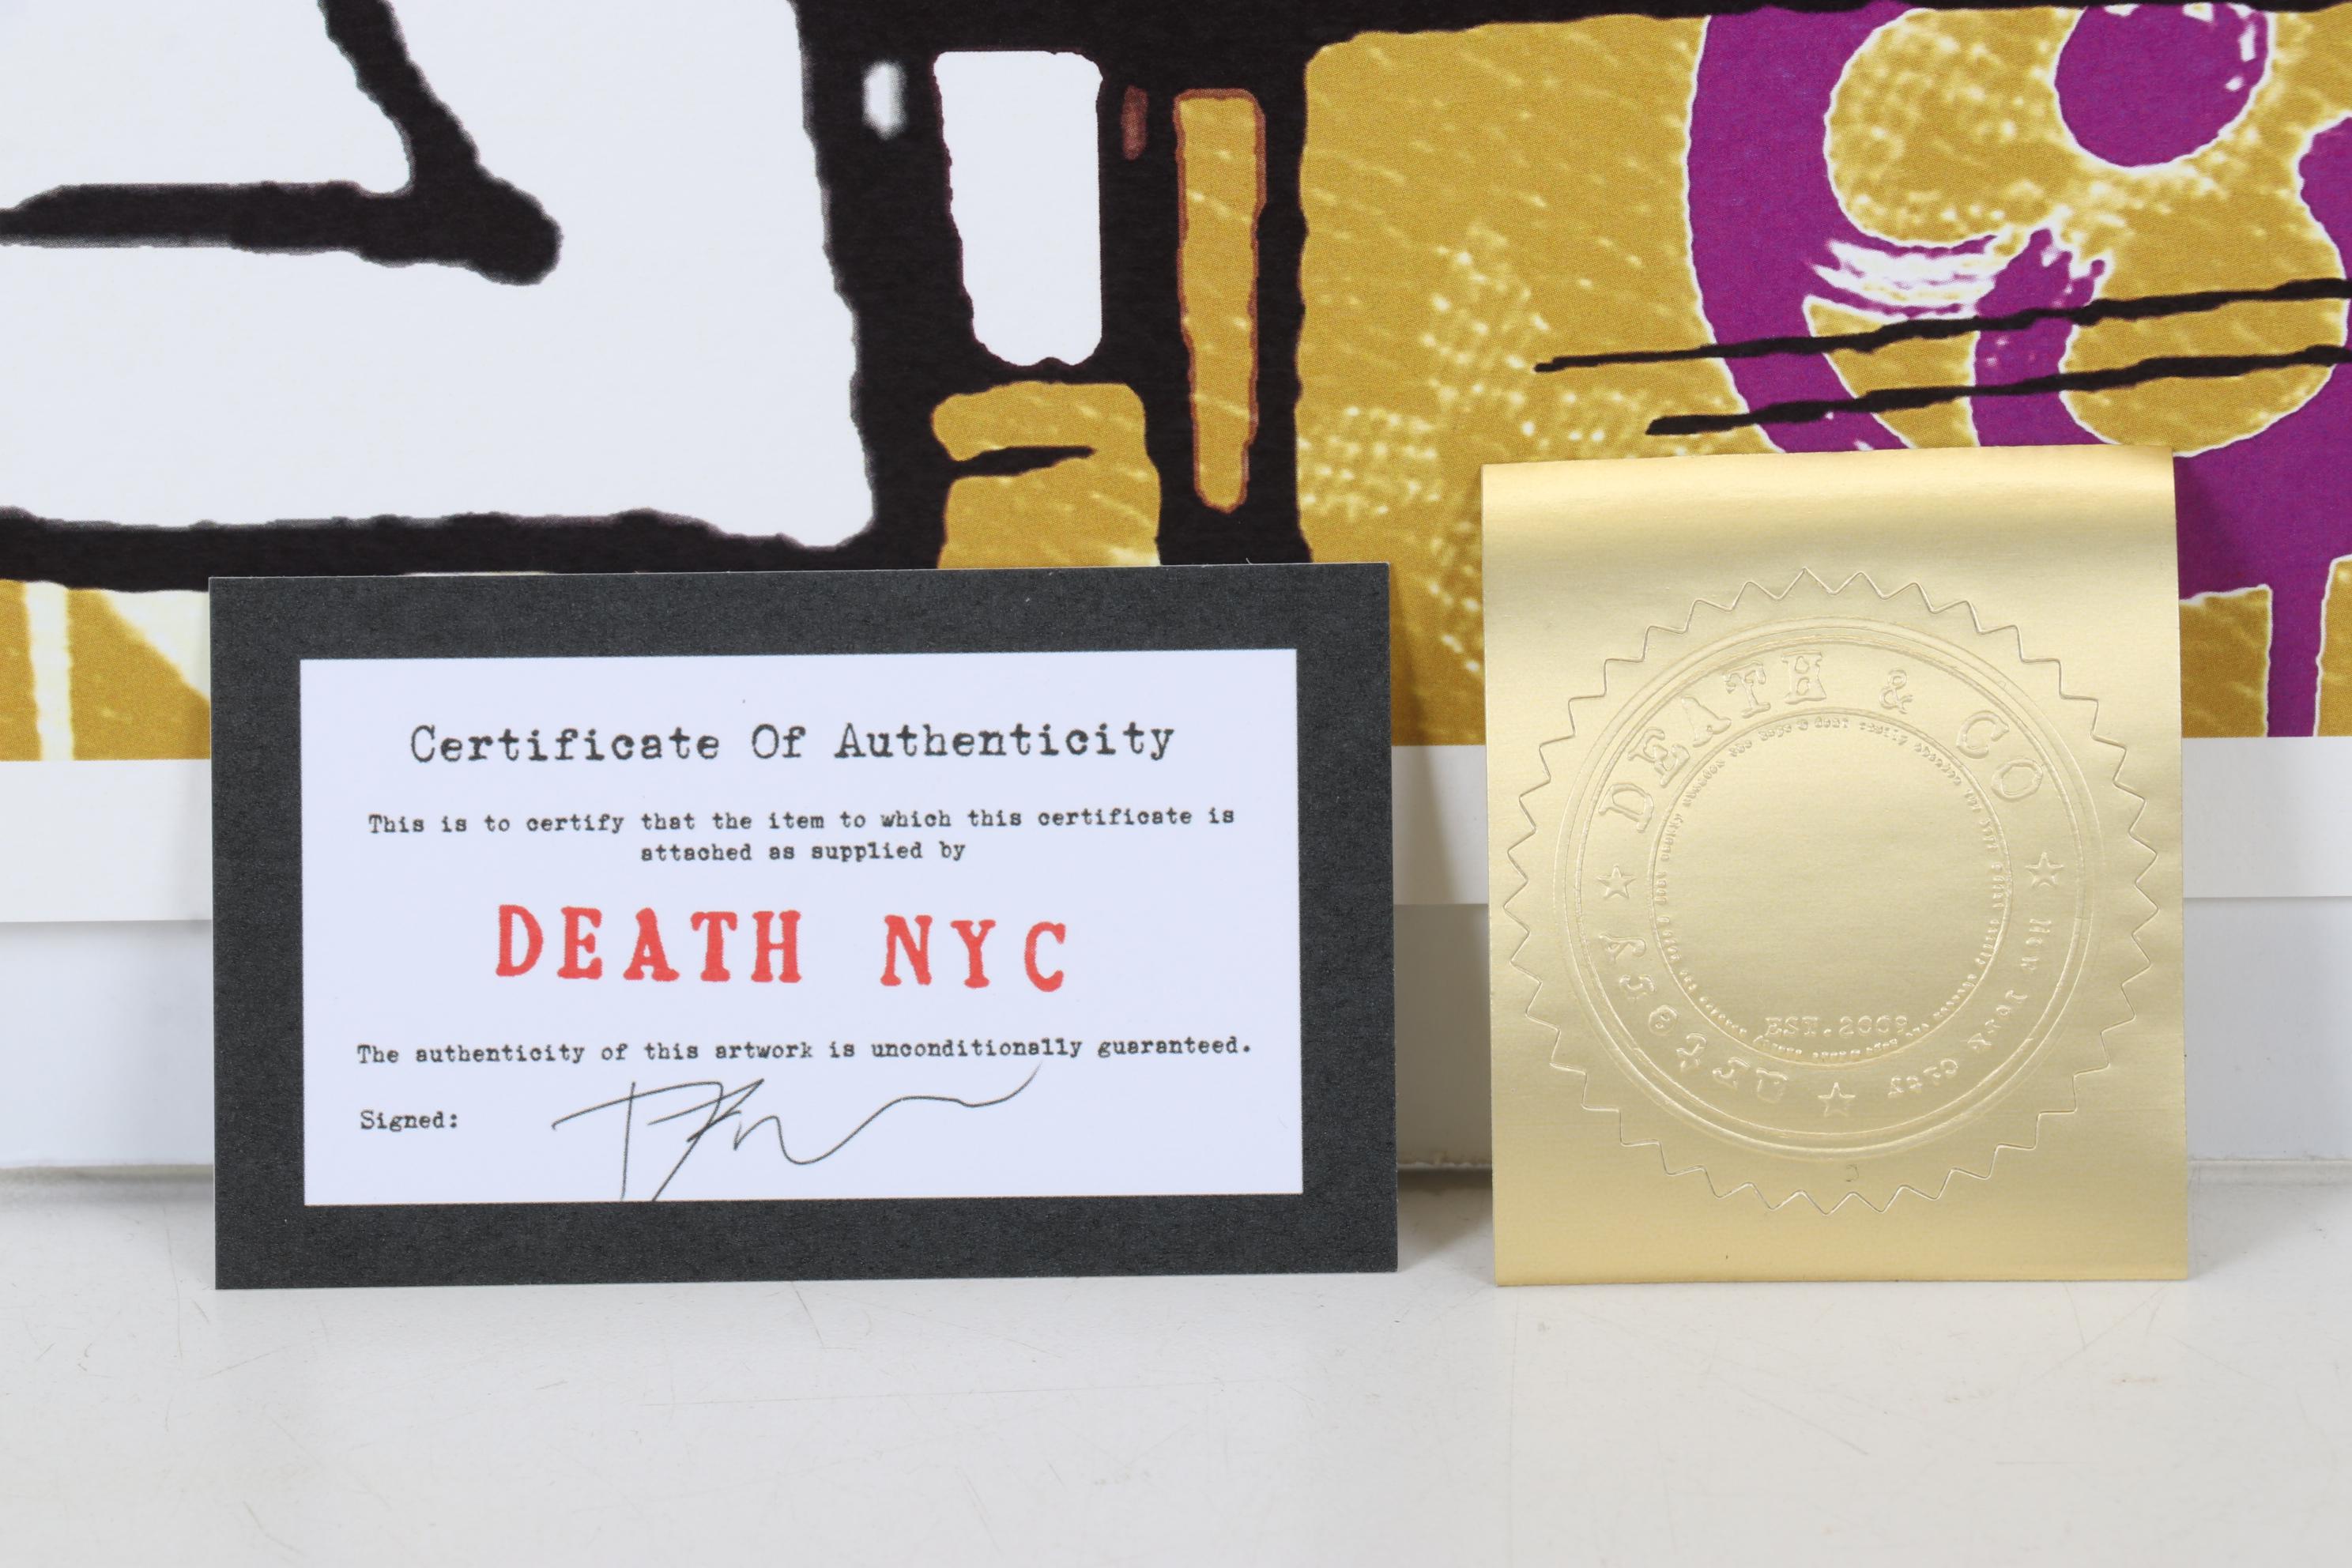 Certificate Of Authenticity
This is to certify that the item to which this certificate is
attached as supplied by
DEATH NYC
The authenticity of this artwork is unconditionally guaranteed.
Signed:
DEATH & CO
EST. 2009